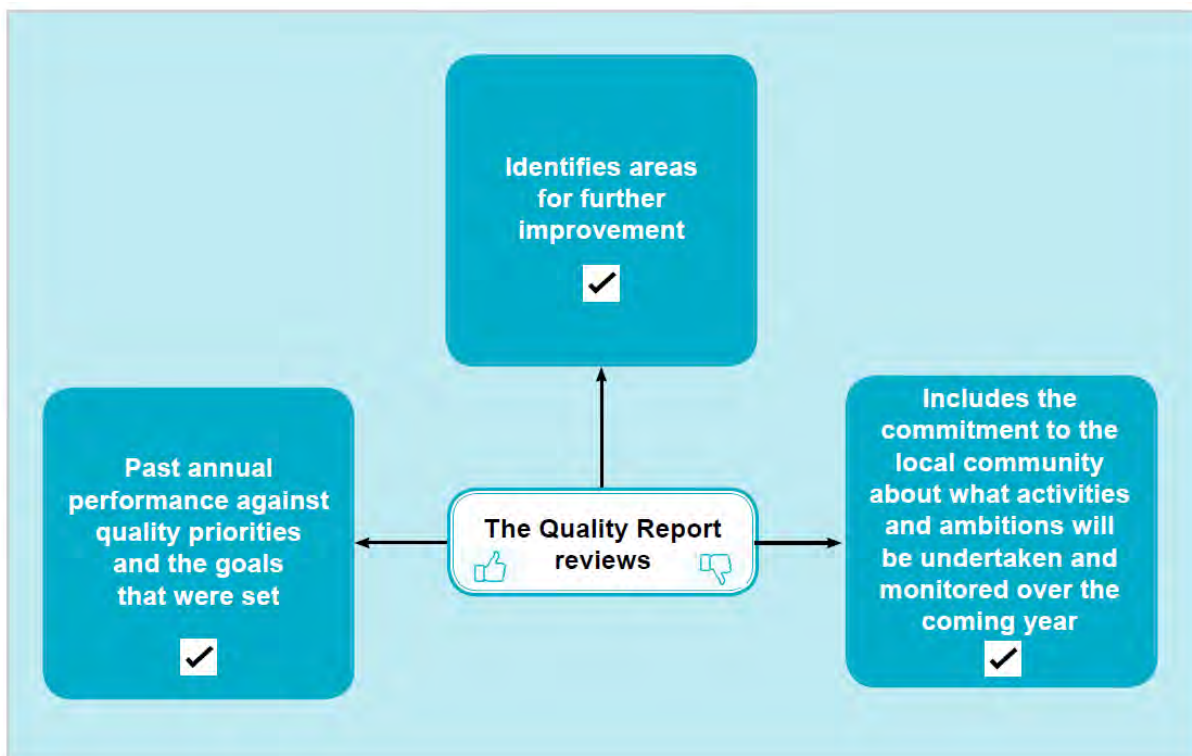 Identifies areas
for further
improvement
Past annual
performance against
quality priorities
and the goals
that were set
The Quality Report
reviews
Includes the
commitment to the
local community
about what activities
and ambitions will
be undertaken and
monitored over the
coming year